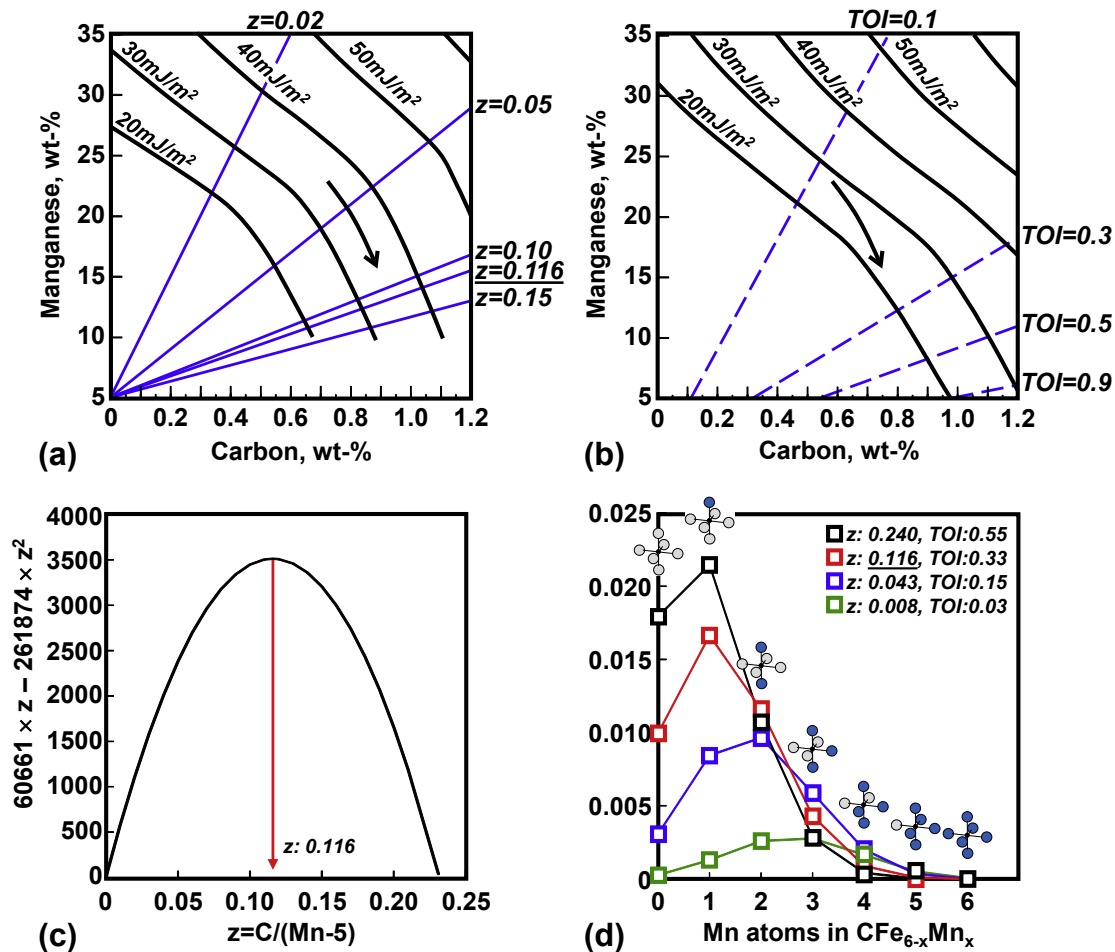 z=0.02
35
30
25
20
15
10
5
Manganese, wt-%
30mJ/m²
40mJ/m²
50mJ/m²
20mJ/m²
z=0.05
z=0.10
z=0.116
z=0.15
0 0.2 0.4 0.6 0.8 1.0 1.2
Carbon, wt-%
(a)
TOI=0.1
35
30
25
20
15
10
5
Manganese, wt-%
30mJ/m²
40mJ/m²
50mJ/m²
20mJ/m²
TOI=0.3
TOI=0.5
TOI=0.9
0 0.2 0.4 0.6 0.8 1.0 1.2
Carbon, wt-%
(b)
4000
3500
3000
2500
2000
1500
1000
500
0
60661 × z – 261874 × z²
z: 0.116
0 0.05 0.10 0.15 0.20 0.25
z=C/(Mn-5)
(c)
0.025
0.020
0.015
0.010
0.005
0
z: 0.240, TOI:0.55
z: 0.116, TOI:0.33
z: 0.043, TOI:0.15
z: 0.008, TOI:0.03
0 1 2 3 4 5 6
Mn atoms in CFe₆₋ₓMnₓ
(d)